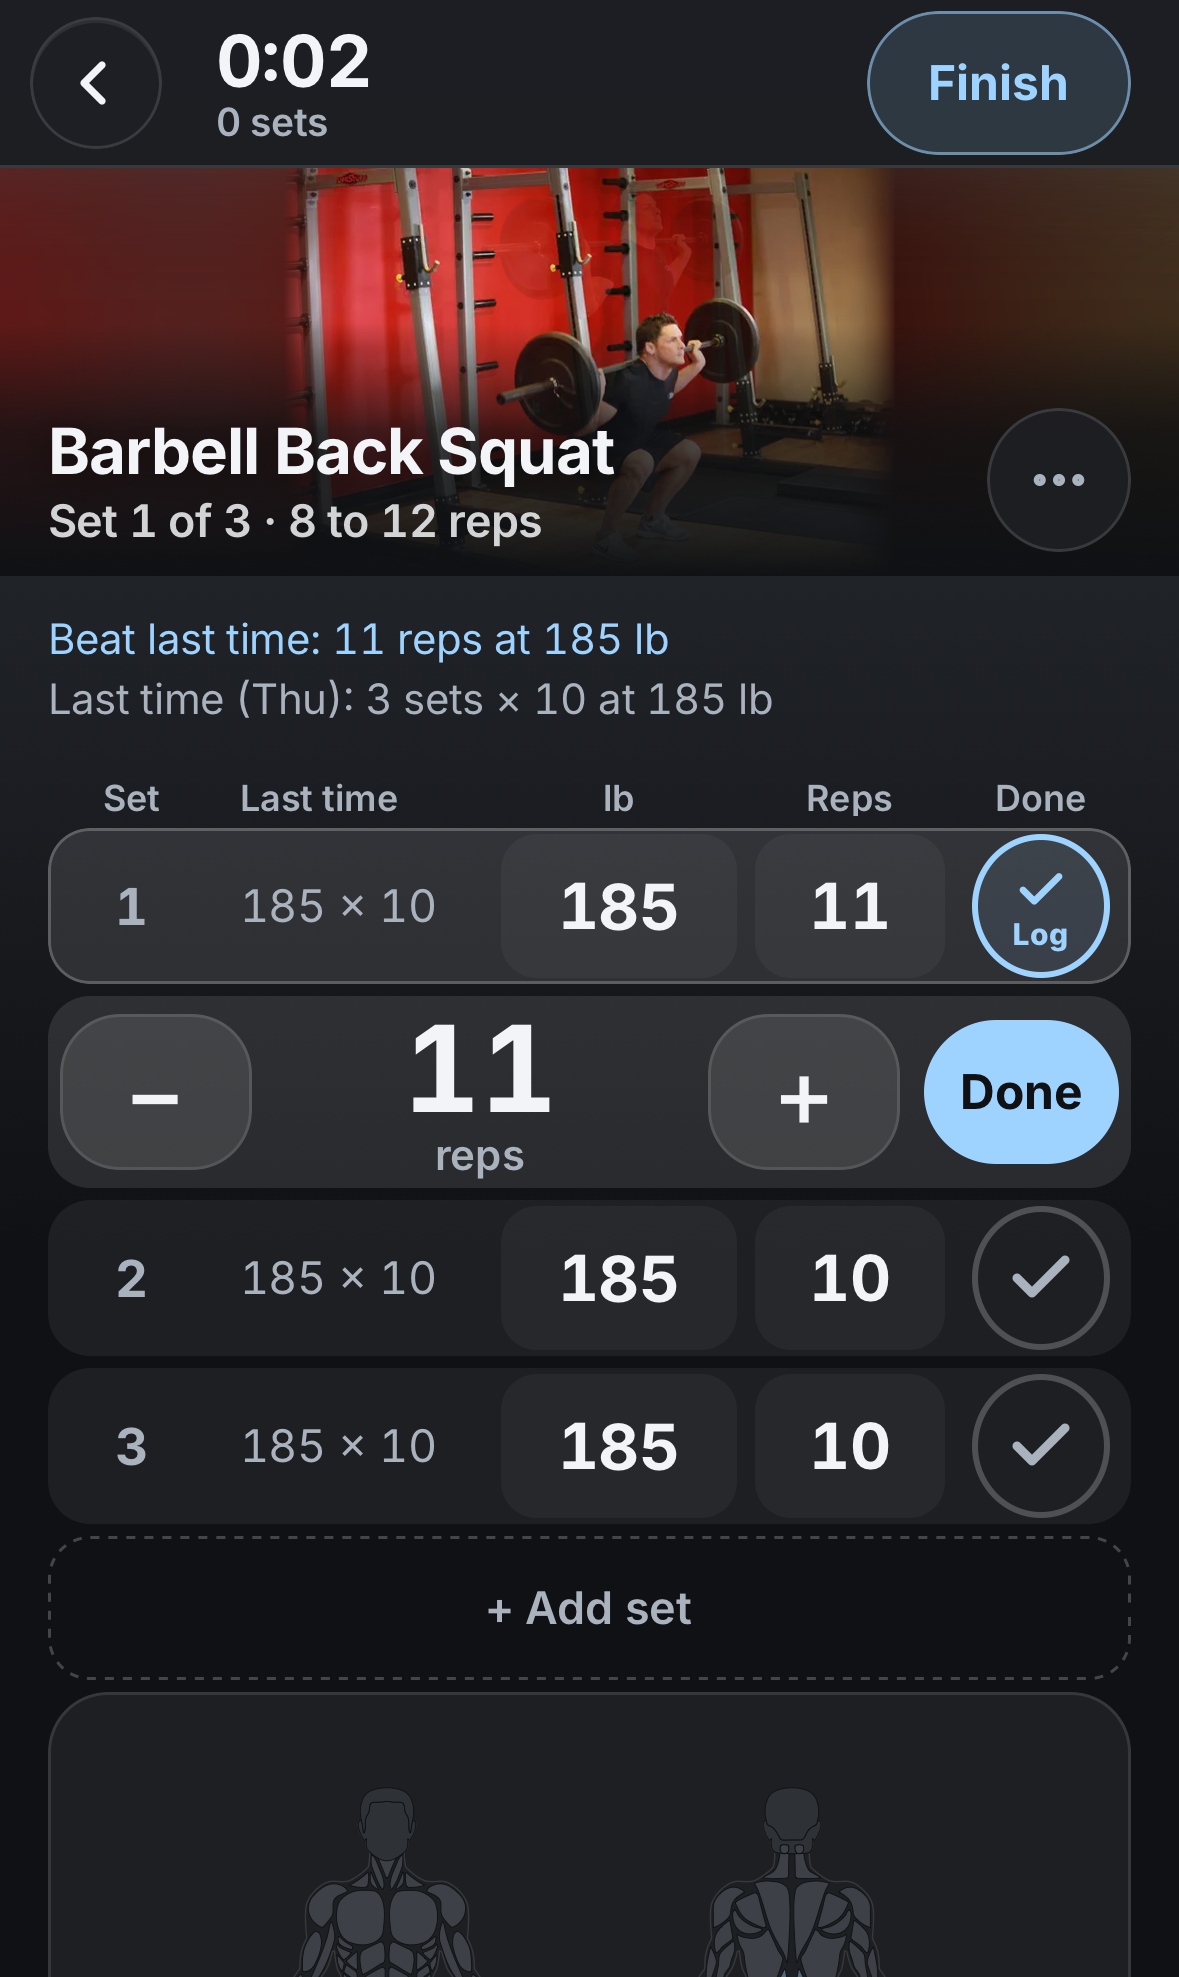 0:02
0 sets
Finish
Barbell Back Squat
Set 1 of 3 · 8 to 12 reps
Beat last time: 11 reps at 185 lb
Last time (Thu): 3 sets × 10 at 185 lb
Set Last time lb Reps Done
1 185 × 10 185 11 Log
− 11 + Done
reps
2 185 × 10 185 10
3 185 × 10 185 10
+ Add set